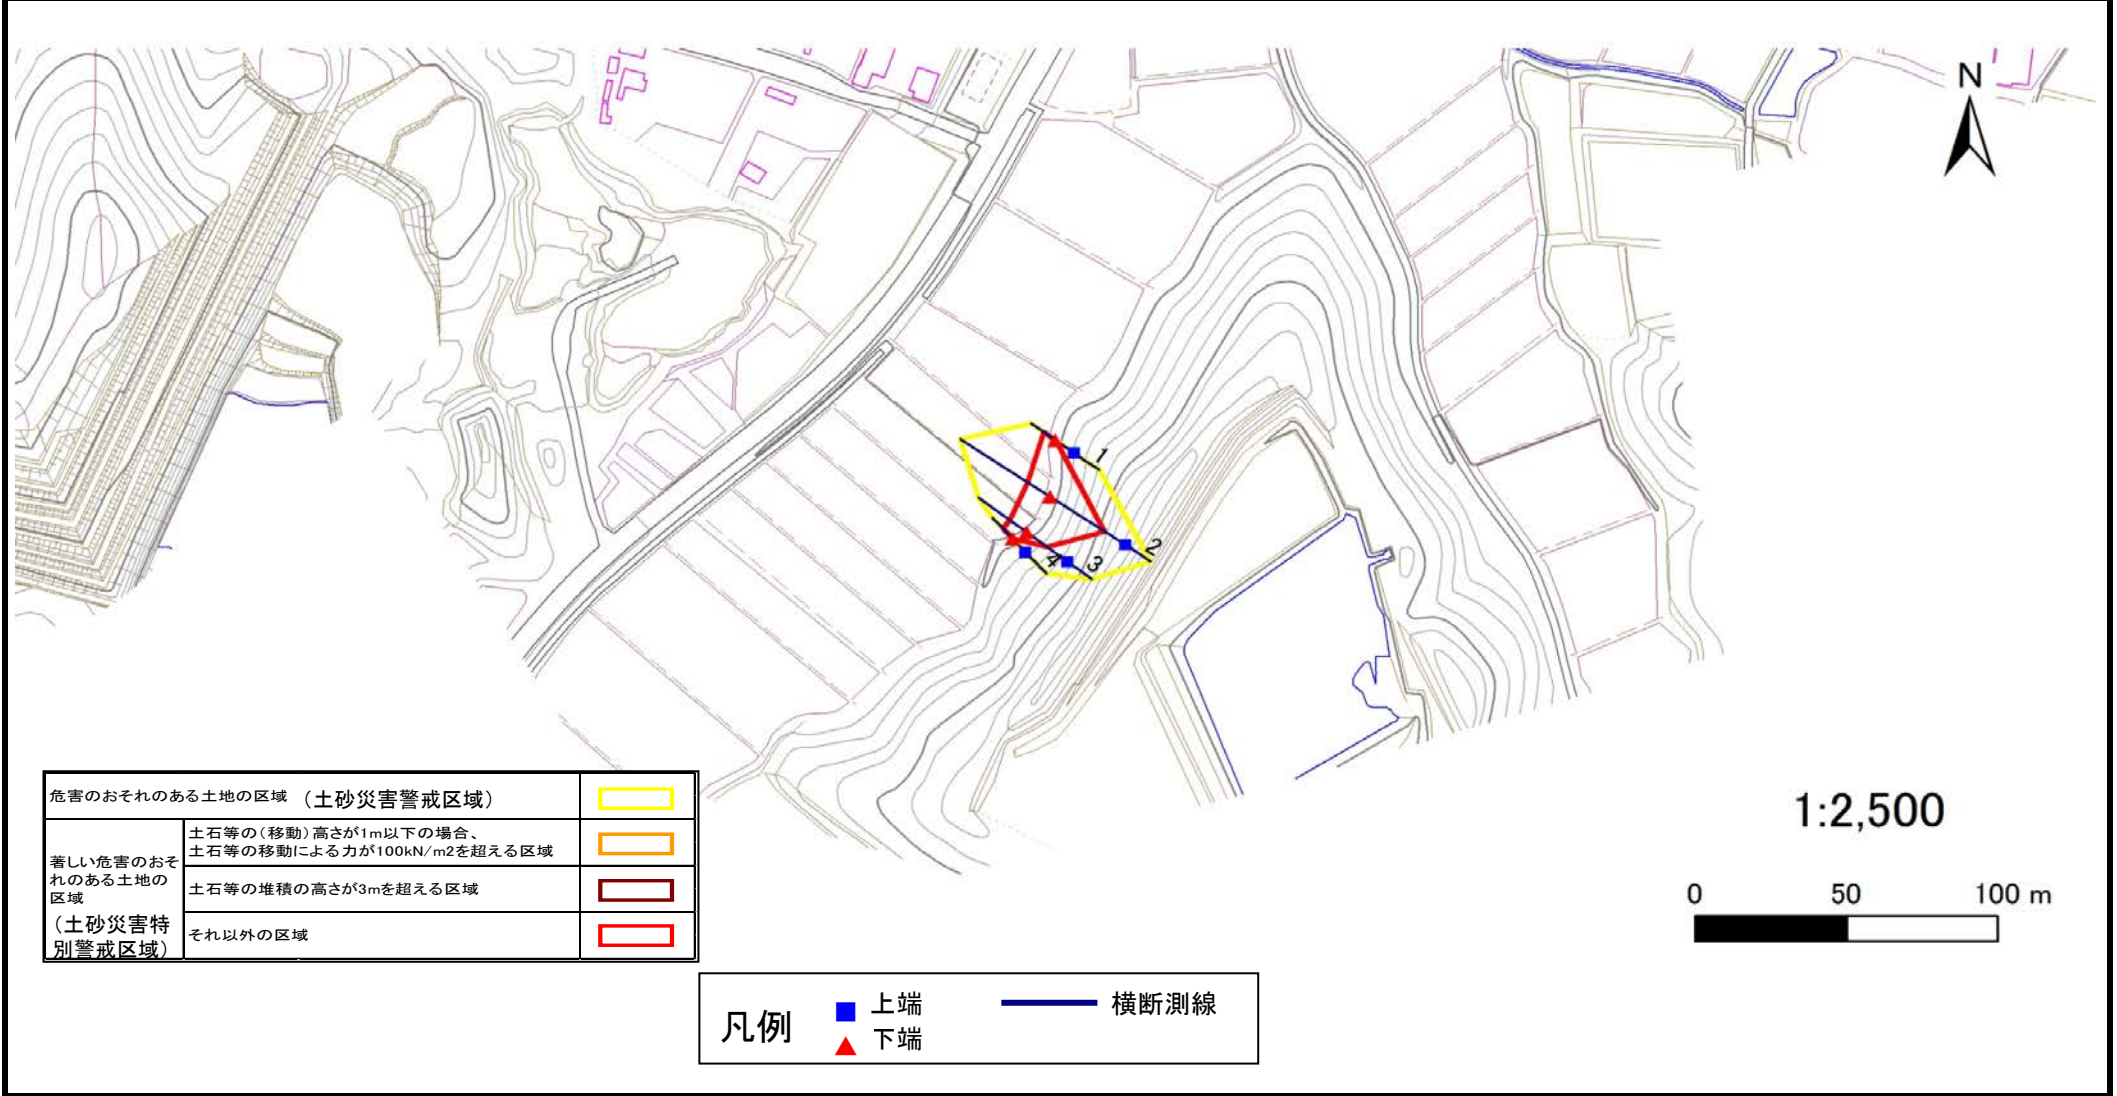 N
1
2
3
4
危害のおそれのある土地の区域 （土砂災害警戒区域）
著しい危害のおそ
れのある土地の
区域
（土砂災害特
別警戒区域）
土石等の（移動）高さが1m以下の場合、
土石等の移動による力が100kN/m2を超える区域
土石等の堆積の高さが3mを超える区域
それ以外の区域
1:2,500
0 50 100 m
凡例
上端
下端
横断測線